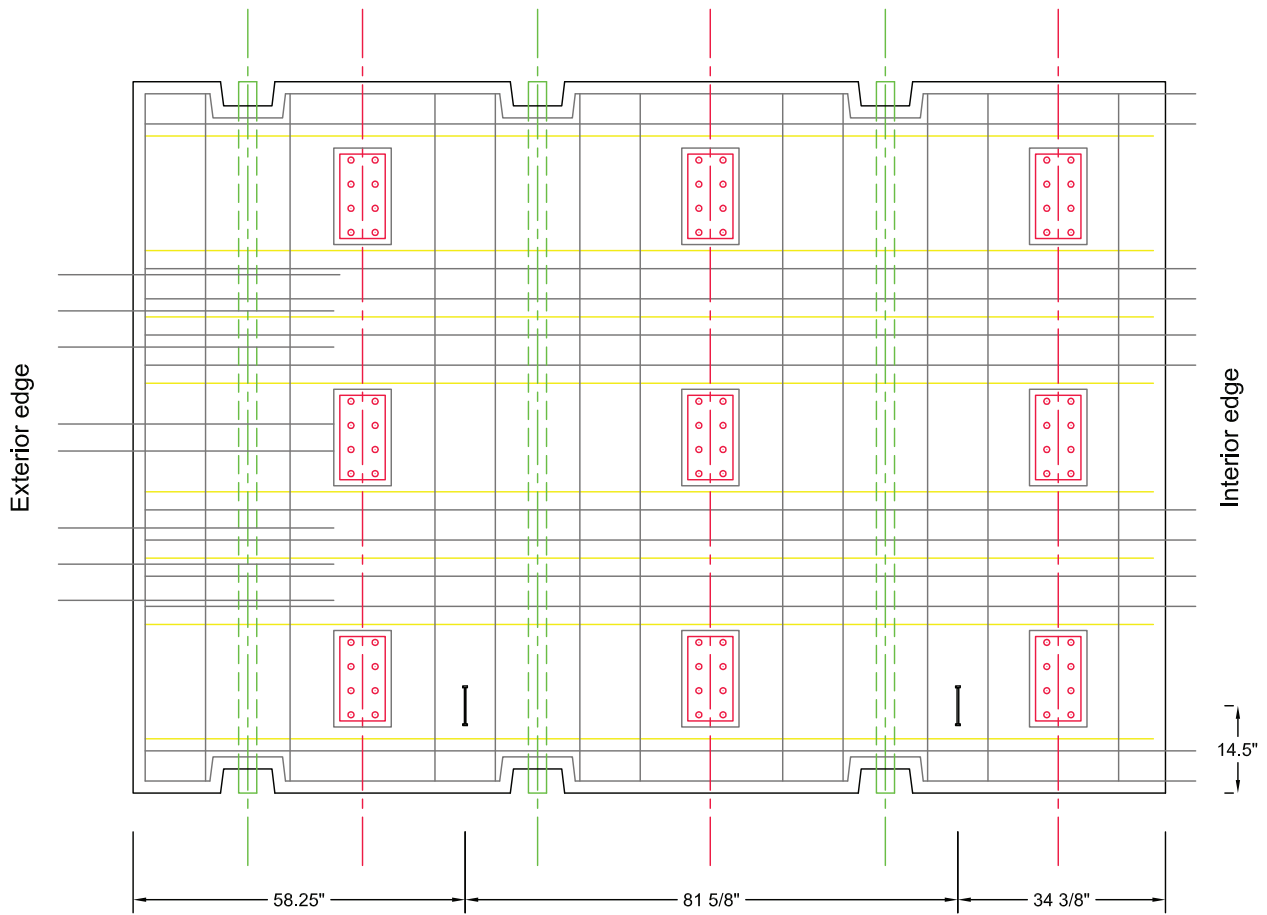 Exterior edge
Interior edge
14.5"
58.25"
81 5/8"
34 3/8"